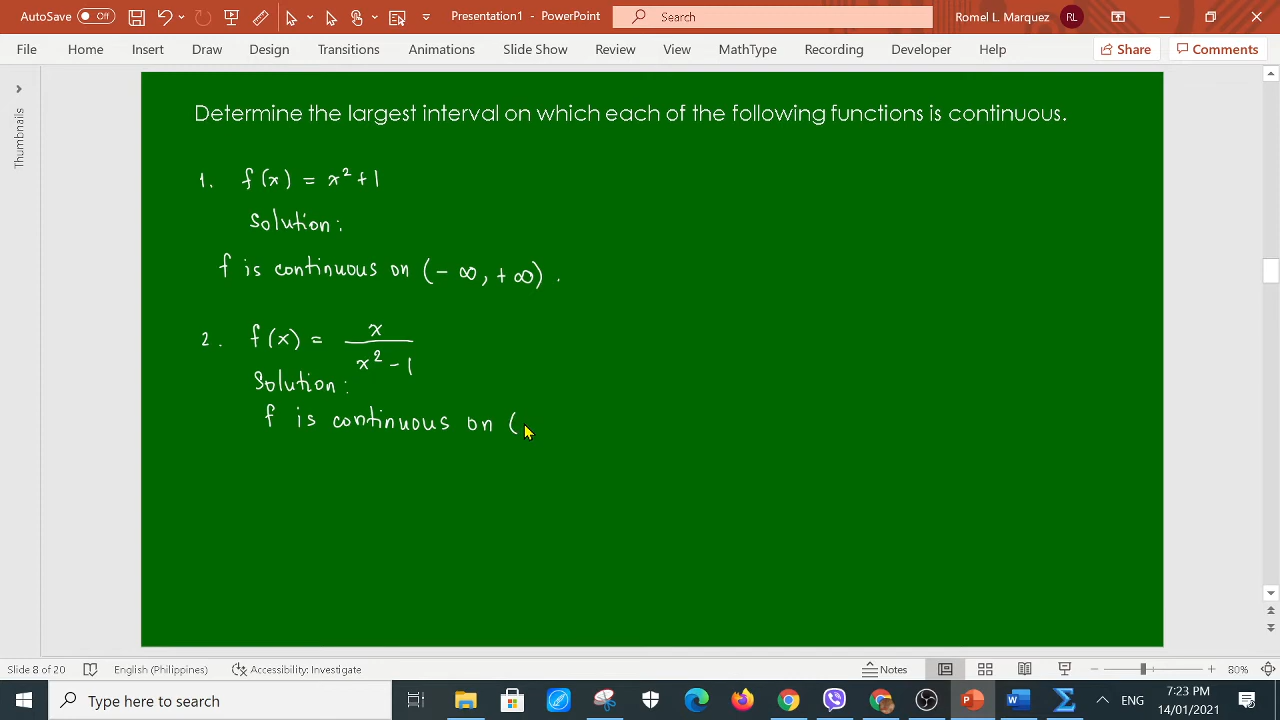 AutoSave Off Presentation1 - PowerPoint Search Romel L. Marquez RL
File Home Insert Draw Design Transitions Animations Slide Show Review View MathType Recording Developer Help Share Comments
Thumbnails
Determine the largest interval on which each of the following functions is continuous.
1. f(x) = x² + 1
Solution:
f is continuous on (- ∞, + ∞) .
2. f(x) = x / x² - 1
Solution:
f is continuous on (
Slide 8 of 20 English (Philippines) Accessibility: Investigate Notes 80%
Type here to search ENG 7:23 PM
14/01/2021